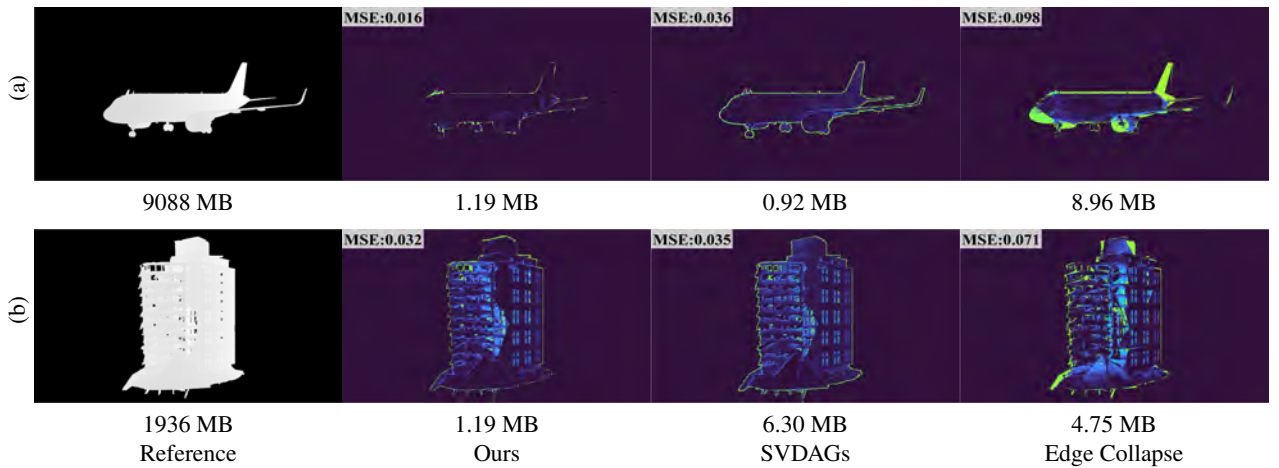 MSE:0.016 MSE:0.036 MSE:0.098
(a)
9088 MB 1.19 MB 0.92 MB 8.96 MB
MSE:0.032 MSE:0.035 MSE:0.071
(b)
1936 MB 1.19 MB 6.30 MB 4.75 MB
Reference Ours SVDAGs Edge Collapse